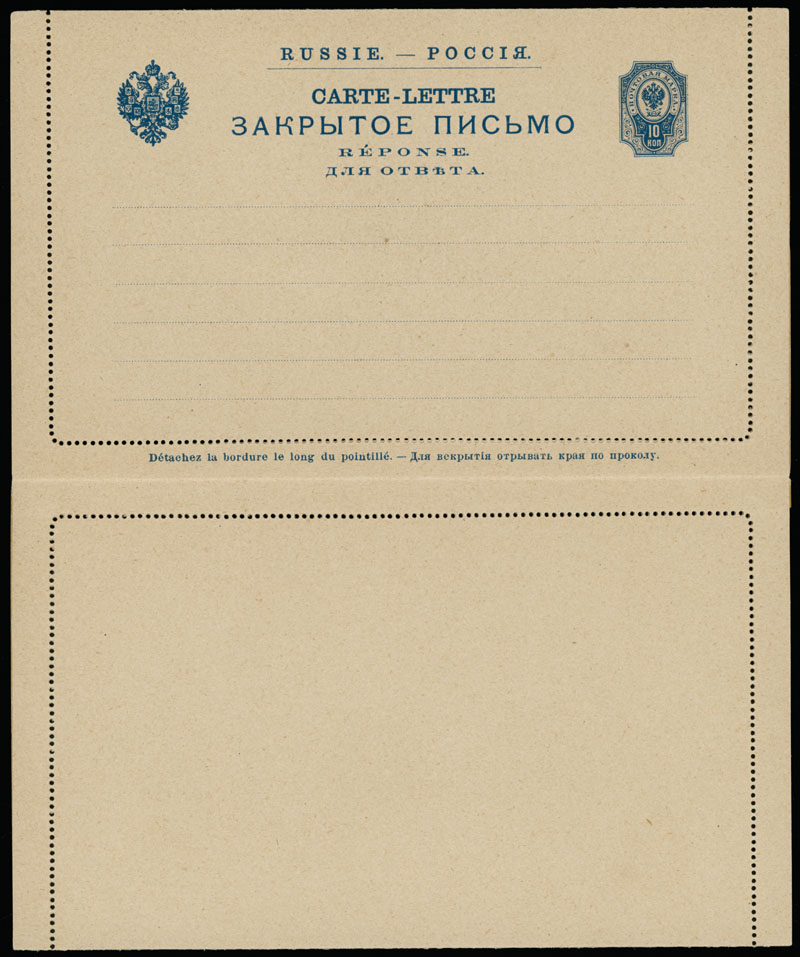 RUSSIE. — РОССІЯ.
CARTE-LETTRE
ЗАКРЫТОЕ ПИСЬМО
RÉPONSE.
ДЛЯ ОТВѢТА.
ПОЧТОВАЯ МАРКА
10
КОП
Détachez la bordure le long du pointillé. — Для вскрытія отрывать края по проколу.